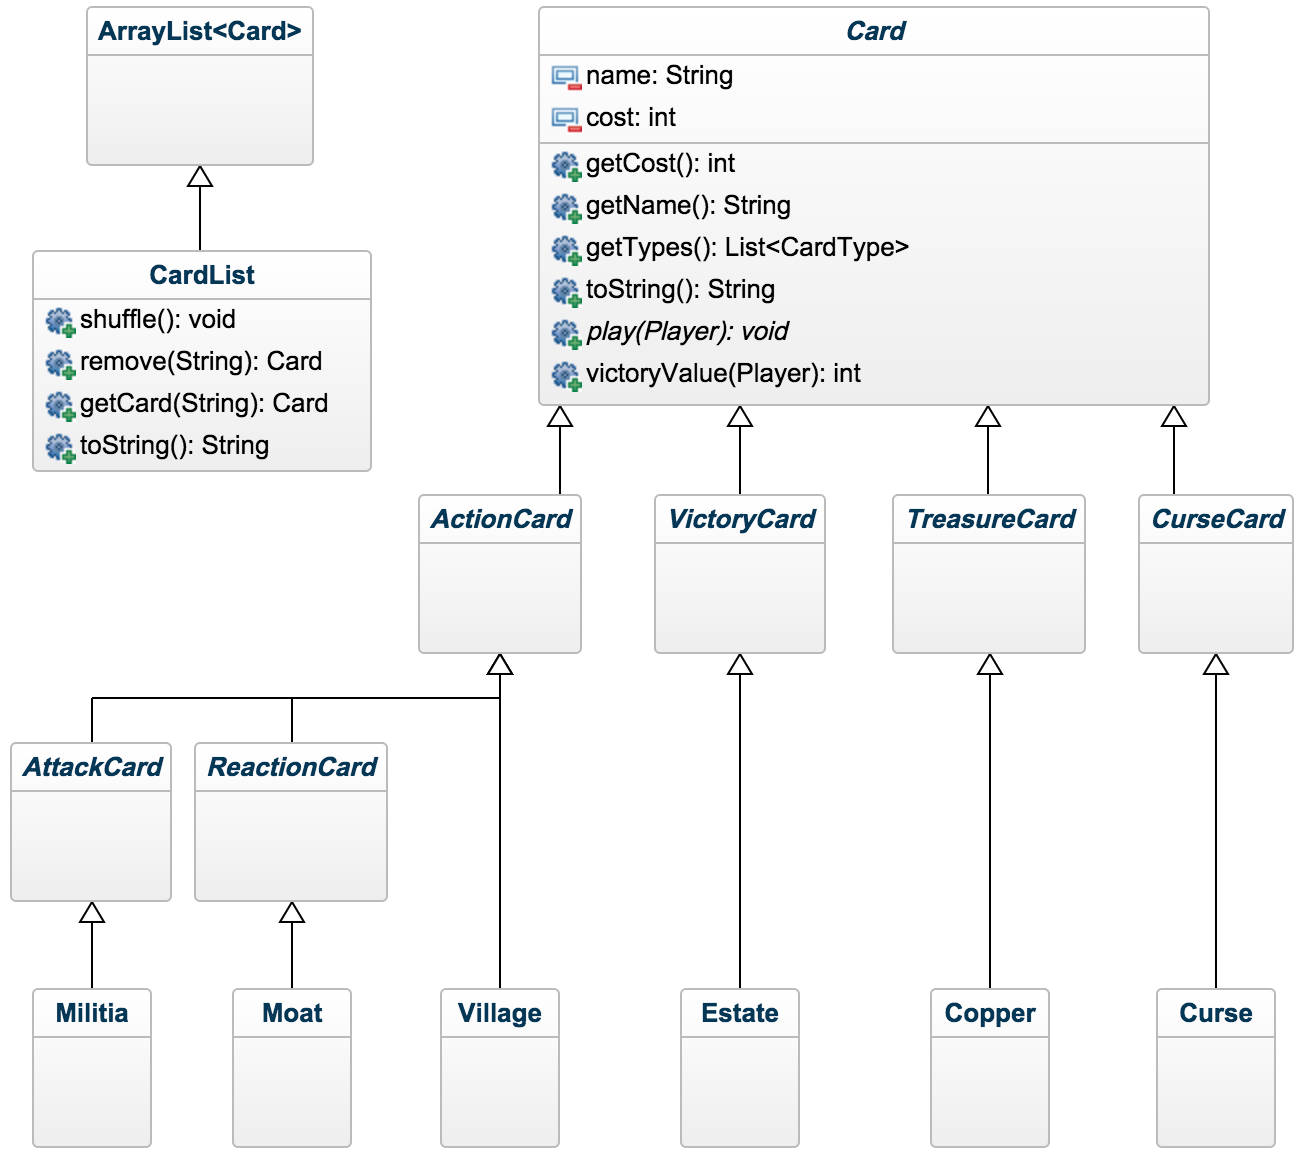 ArrayList<Card>
CardList
shuffle(): void
remove(String): Card
getCard(String): Card
toString(): String
Card
name: String
cost: int
getCost(): int
getName(): String
getTypes(): List<CardType>
toString(): String
play(Player): void
victoryValue(Player): int
ActionCard
VictoryCard
TreasureCard
CurseCard
AttackCard
ReactionCard
Militia
Moat
Village
Estate
Copper
Curse